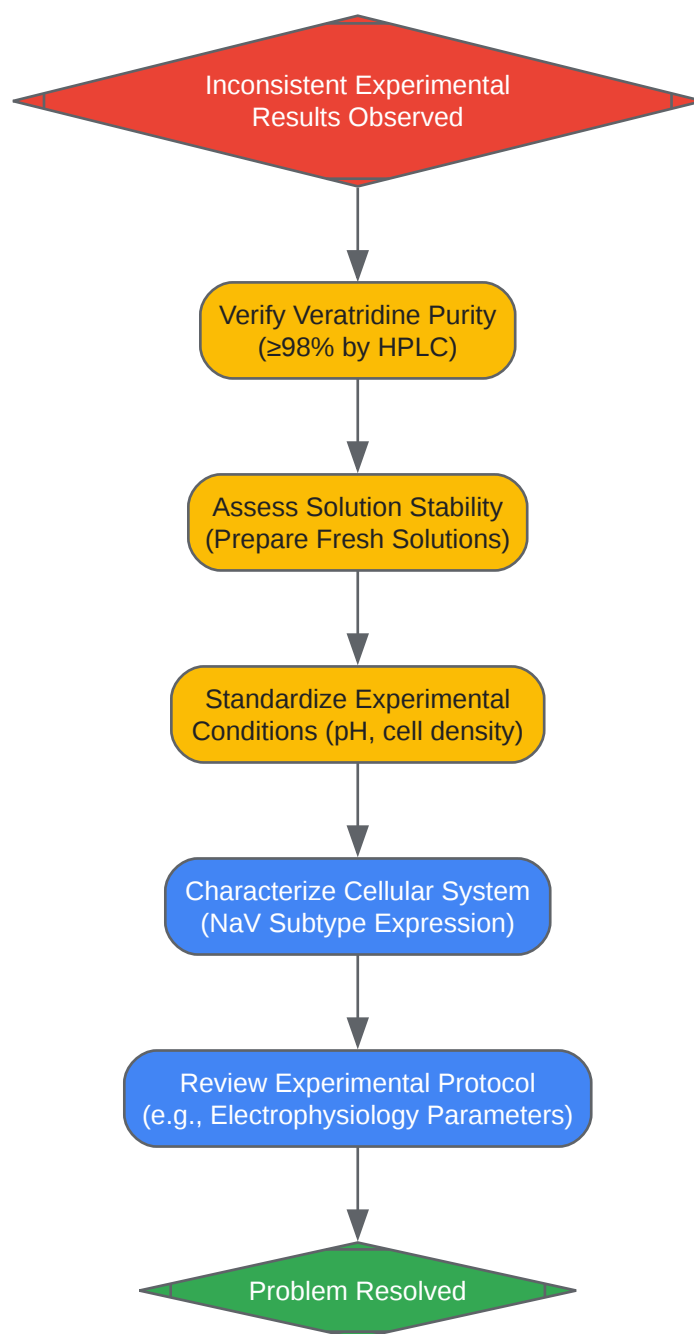 Inconsistent Experimental
Results Observed
Verify Veratridine Purity
(≥98% by HPLC)
Assess Solution Stability
(Prepare Fresh Solutions)
Standardize Experimental
Conditions (pH, cell density)
Characterize Cellular System
(NaV Subtype Expression)
Review Experimental Protocol
(e.g., Electrophysiology Parameters)
Problem Resolved